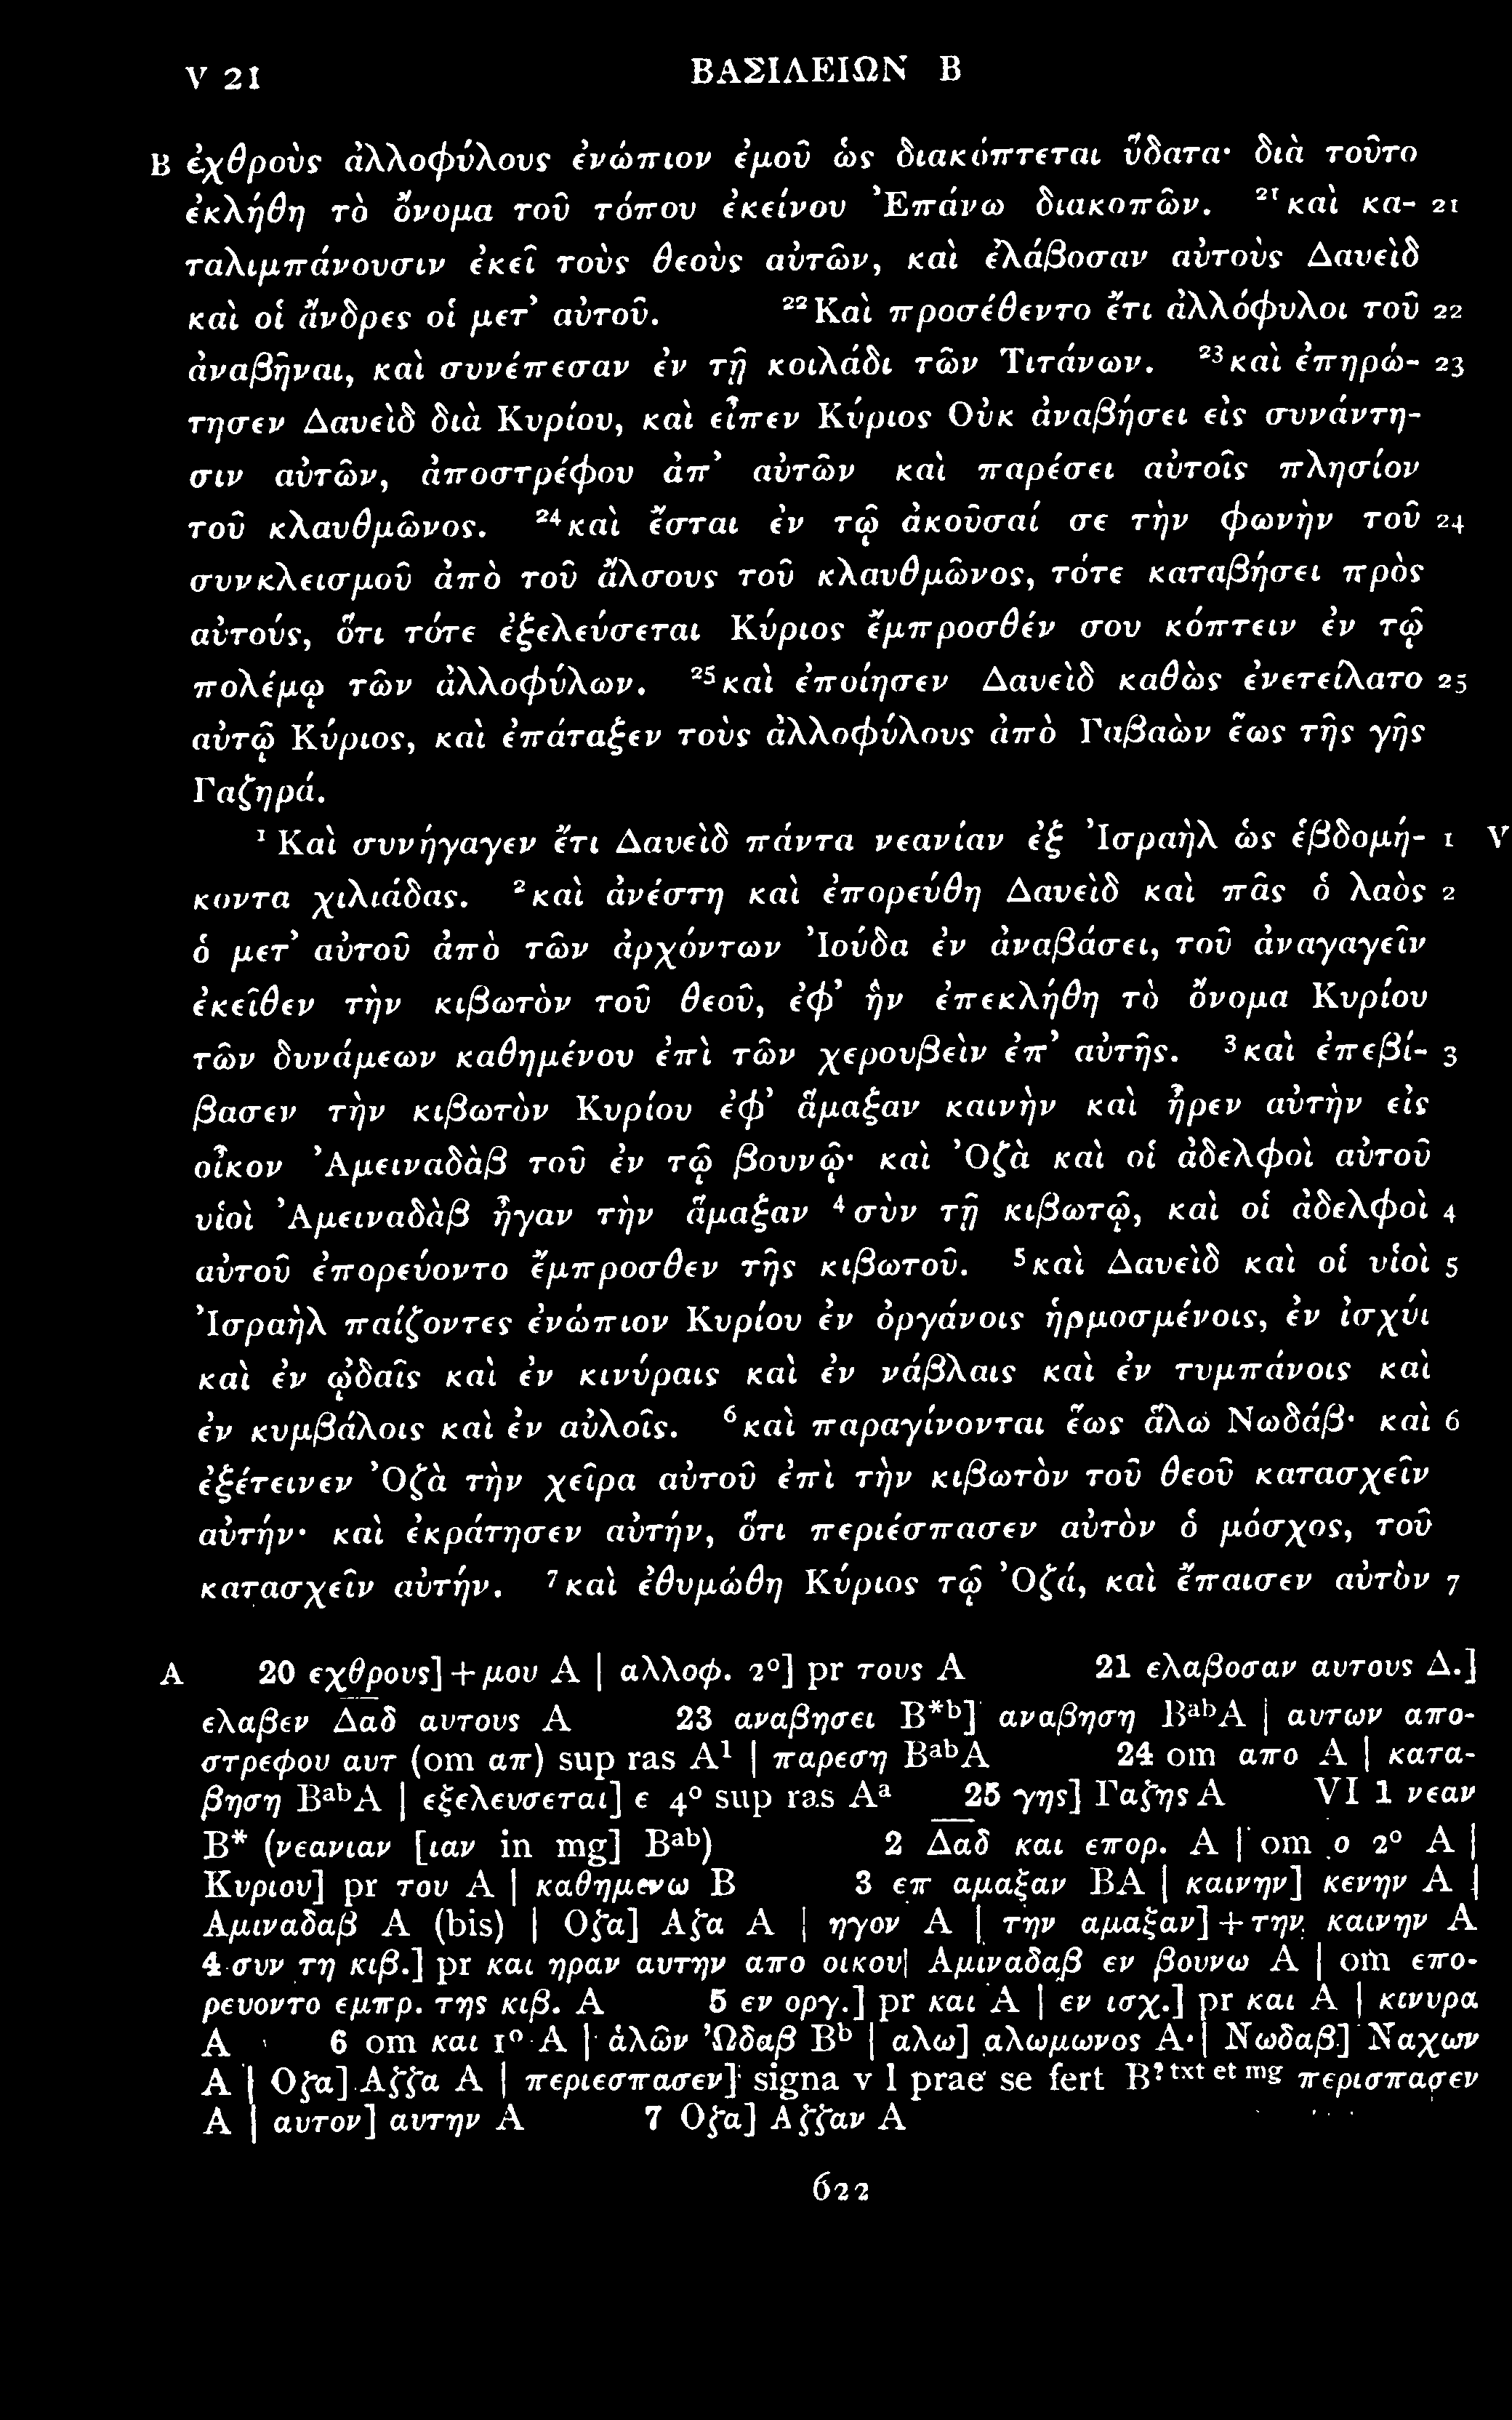 V 21 ΒΑΣΙΛΕΙΩΝ Β
B ἐχθροὺς ἀλλοφύλους ἐνώπιον ἐμοῦ ὡς διακόπτεται ὕδατα· διὰ τοῦτο
ἐκλήθη τὸ ὄνομα τοῦ τόπου ἐκείνου Ἐπάνω διακοπῶν. ²¹καὶ κα- 21
ταλιμπάνουσιν ἐκεῖ τοὺς θεοὺς αὐτῶν, καὶ ἐλάβοσαν αὐτοὺς Δαυεὶδ
καὶ οἱ ἄνδρες οἱ μετ’ αὐτοῦ. ²²Καὶ προσέθεντο ἔτι ἀλλόφυλοι τοῦ 22
ἀναβῆναι, καὶ συνέπεσαν ἐν τῇ κοιλάδι τῶν Τιτάνων. ²³καὶ ἐπηρώ- 23
τησεν Δαυεὶδ διὰ Κυρίου, καὶ εἶπεν Κύριος Οὐκ ἀναβήσει εἰς συνάντη-
σιν αὐτῶν, ἀποστρέφου ἀπ’ αὐτῶν καὶ παρέσει αὐτοῖς πλησίον
τοῦ κλαυθμῶνος. ²⁴καὶ ἔσται ἐν τῷ ἀκοῦσαί σε τὴν φωνὴν τοῦ 24
συνκλεισμοῦ ἀπὸ τοῦ ἄλσους τοῦ κλαυθμῶνος, τότε καταβήσει πρὸς
αὐτούς, ὅτι τότε ἐξελεύσεται Κύριος ἔμπροσθέν σου κόπτειν ἐν τῷ
πολέμῳ τῶν ἀλλοφύλων. ²⁵καὶ ἐποίησεν Δαυεὶδ καθὼς ἐνετείλατο 25
αὐτῷ Κύριος, καὶ ἐπάταξεν τοὺς ἀλλοφύλους ἀπὸ Γαβαὼν ἕως τῆς γῆς
Γαζηρά.
¹ Καὶ συνήγαγεν ἔτι Δαυεὶδ πάντα νεανίαν ἐξ Ἰσραὴλ ὡς ἑβδομή- 1 V
κοντα χιλιάδας. ²καὶ ἀνέστη καὶ ἐπορεύθη Δαυεὶδ καὶ πᾶς ὁ λαὸς 2
ὁ μετ’ αὐτοῦ ἀπὸ τῶν ἀρχόντων Ἰούδα ἐν ἀναβάσει, τοῦ ἀναγαγεῖν
ἐκεῖθεν τὴν κιβωτὸν τοῦ θεοῦ, ἐφ’ ἣν ἐπεκλήθη τὸ ὄνομα Κυρίου
τῶν δυνάμεων καθημένου ἐπὶ τῶν χερουβεὶν ἐπ’ αὐτῆς. ³καὶ ἐπεβί- 3
βασεν τὴν κιβωτὸν Κυρίου ἐφ’ ἅμαξαν καινὴν καὶ ἦρεν αὐτὴν εἰς
οἶκον Ἀμειναδὰβ τοῦ ἐν τῷ βουνῷ· καὶ Ὀζὰ καὶ οἱ ἀδελφοὶ αὐτοῦ
υἱοὶ Ἀμειναδὰβ ἦγαν τὴν ἅμαξαν ⁴σὺν τῇ κιβωτῷ, καὶ οἱ ἀδελφοὶ 4
αὐτοῦ ἐπορεύοντο ἔμπροσθεν τῆς κιβωτοῦ. ⁵καὶ Δαυεὶδ καὶ οἱ υἱοὶ 5
Ἰσραὴλ παίζοντες ἐνώπιον Κυρίου ἐν ὀργάνοις ἡρμοσμένοις, ἐν ἰσχύι
καὶ ἐν ᾠδαῖς καὶ ἐν κινύραις καὶ ἐν νάβλαις καὶ ἐν τυμπάνοις καὶ
ἐν κυμβάλοις καὶ ἐν αὐλοῖς. ⁶καὶ παραγίνονται ἕως ἅλω Νωδάβ· καὶ 6
ἐξέτεινεν Ὀζὰ τὴν χεῖρα αὐτοῦ ἐπὶ τὴν κιβωτὸν τοῦ θεοῦ κατασχεῖν
αὐτήν· καὶ ἐκράτησεν αὐτήν, ὅτι περιέσπασεν αὐτὸν ὁ μόσχος, τοῦ
κατασχεῖν αὐτήν. ⁷καὶ ἐθυμώθη Κύριος τῷ Ὀζά, καὶ ἔπαισεν αὐτὸν 7
A 20 εχθρους] + μου A | αλλοφ. 2°] pr τους A 21 ελαβοσαν αυτους Δ.]
ελαβεν Δαδ αυτους A 23 αναβησει B*ᵇ] αναβηση BᵃᵇA | αυτων απο-
στρεφου αυτ (om απ) sup ras A¹ | παρεση BᵃᵇA 24 om απο A | κατα-
βηση BᵃᵇA | εξελευσεται] ε 4° sup ras Aᵃ 25 γης] Γαζης A VI 1 νεαν
B* (νεανιαν [ιαν in mg] Bᵃᵇ) 2 Δαδ και επορ. A | om ο 2° A |
Κυριου] pr του A | καθημενω B 3 επ αμαξαν BA | καινην] κενην A |
Αμιναδαβ A (bis) | Οζα] Αζα A | ηγον A | την αμαξαν] + την καινην A
4 συν τη κιβ.] pr και ηραν αυτην απο οικου| Αμιναδαβ εν βουνω A | om επο-
ρευοντο εμπρ. της κιβ. A 5 εν οργ.] pr και A | εν ισχ.] pr και A | κινυρα
A 6 om και 1° A | ἁλῶν Ὠδαβ Bᵇ | αλω] αλωμωνος A | Νωδαβ] Ναχων
A | Οζα] Αζζα A | περιεσπασεν] signa v l prae se fert B? ᵗˣᵗ ᵉᵗ ᵐᵍ περισπασεν
A | αυτον] αυτην A 7 Οζα] Αζζαν A
622